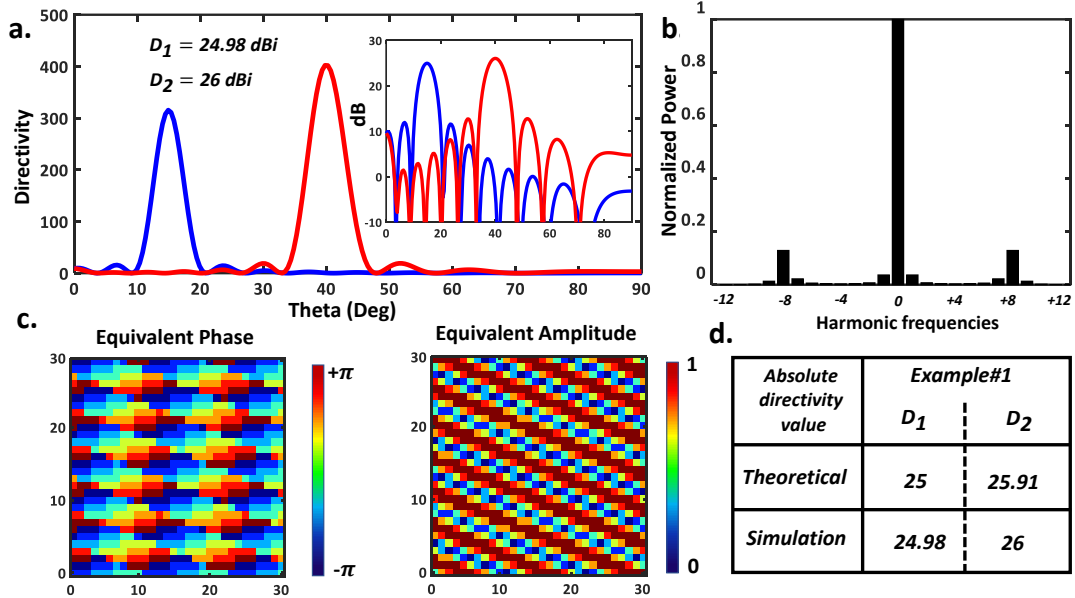 a.
500
400
300
200
100
0
0 10 20 30 40 50 60 70 80 90
Directivity
Theta (Deg)
D1 = 24.98 dBi
D2 = 26 dBi
30
20
10
0
-10
0 20 40 60 80
dB
b.
1
0.8
0.6
0.4
0.2
0
-12 -8 -4 0 +4 +8 +12
Normalized Power
Harmonic frequencies
c.
Equivalent Phase
30
20
10
0
0 10 20 30
+π
-π
Equivalent Amplitude
30
20
10
0
0 10 20 30
1
0
d.
Absolute directivity value
Example#1
D1 D2
Theoretical 25 25.91
Simulation 24.98 26